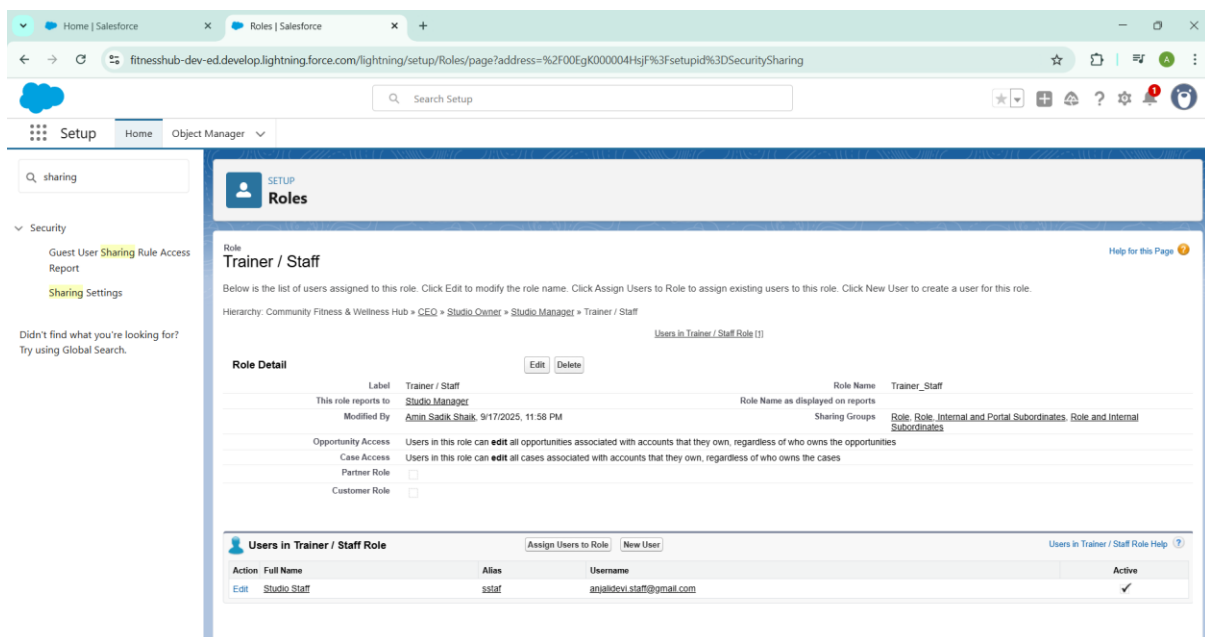 Home | Salesforce
Roles | Salesforce
fitnesshub-dev-ed.develop.lightning.force.com/lightning/setup/Roles/page?address=%2F00EgK000004HsjF%3Fsetupid%3DSecuritySharing
A
Search Setup
1
Setup
Home
Object Manager
sharing
Security
Guest User Sharing Rule Access
Report
Sharing Settings
Didn't find what you're looking for?
Try using Global Search.
SETUP
Roles
Role
Trainer / Staff
Help for this Page ?
Below is the list of users assigned to this role. Click Edit to modify the role name. Click Assign Users to Role to assign existing users to this role. Click New User to create a user for this role.
Hierarchy: Community Fitness & Wellness Hub » CEO » Studio Owner » Studio Manager » Trainer / Staff
Users in Trainer / Staff Role [1]
Role Detail Edit Delete
Label Trainer / Staff Role Name Trainer_Staff
This role reports to Studio Manager Role Name as displayed on reports
Modified By Amin Sadik Shaik, 9/17/2025, 11:58 PM Sharing Groups Role, Role, Internal and Portal Subordinates, Role and Internal
Subordinates
Opportunity Access Users in this role can edit all opportunities associated with accounts that they own, regardless of who owns the opportunities
Case Access Users in this role can edit all cases associated with accounts that they own, regardless of who owns the cases
Partner Role
Customer Role
Users in Trainer / Staff Role Assign Users to Role New User Users in Trainer / Staff Role Help ?
Action Full Name Alias Username Active
Edit Studio Staff sstaf anjalidevi.staff@gmail.com